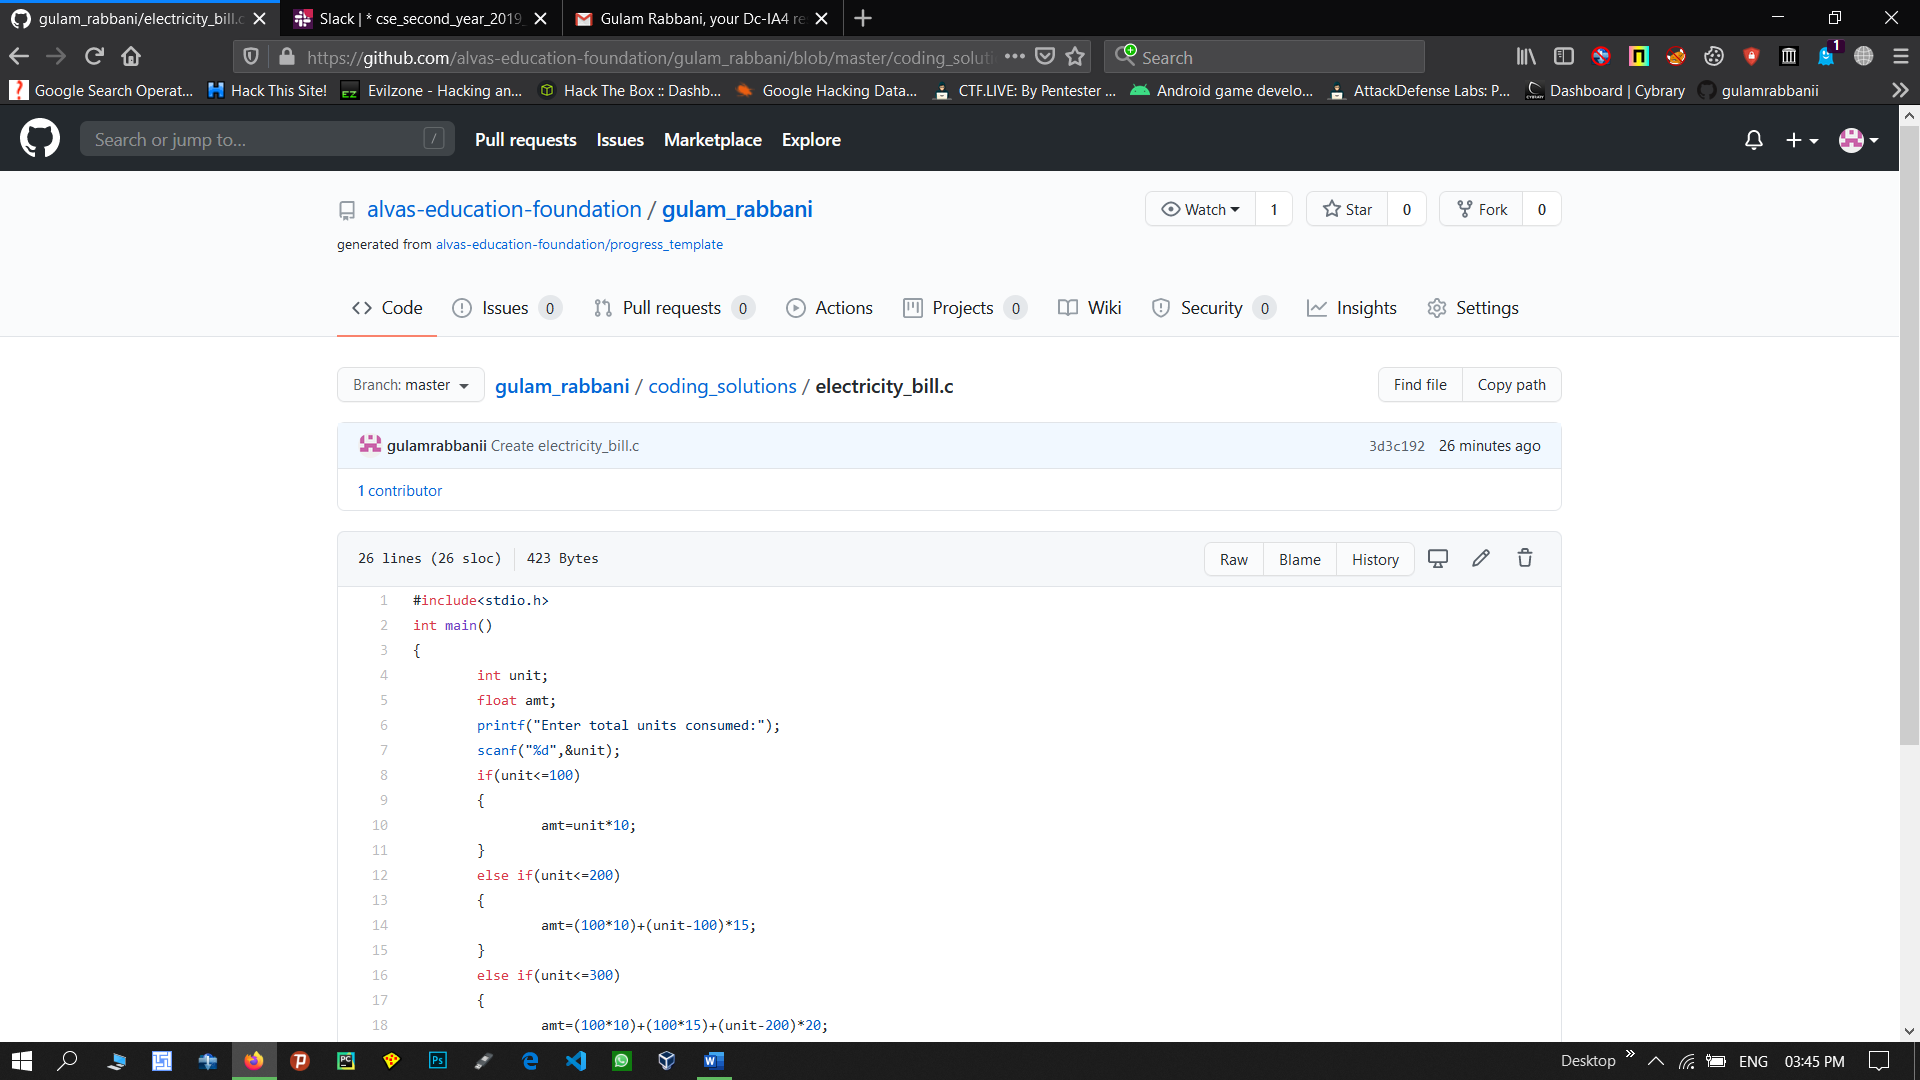 gulam_rabbani/electricity_bill.c
Slack | * cse_second_year_2019_
Gulam Rabbani, your Dc-IA4 re
https://github.com/alvas-education-foundation/gulam_rabbani/blob/master/coding_soluti
Search
Google Search Operat...
Hack This Site!
EZ
Evilzone - Hacking an...
Hack The Box :: Dashb...
Google Hacking Data...
CTF.LIVE: By Pentester ...
Android game develo...
AttackDefense Labs: P...
Dashboard | Cybrary
gulamrabbanii
1
Search or jump to...
/
Pull requests
Issues
Marketplace
Explore
alvas-education-foundation / gulam_rabbani
Watch 1
Star 0
Fork 0
generated from alvas-education-foundation/progress_template
Code
Issues 0
Pull requests 0
Actions
Projects 0
Wiki
Security 0
Insights
Settings
Branch: master
gulam_rabbani / coding_solutions / electricity_bill.c
Find file
Copy path
gulamrabbanii Create electricity_bill.c
3d3c192 26 minutes ago
1 contributor
26 lines (26 sloc) 423 Bytes
Raw
Blame
History
1 #include<stdio.h>
2 int main()
3 {
4 int unit;
5 float amt;
6 printf("Enter total units consumed:");
7 scanf("%d",&unit);
8 if(unit<=100)
9 {
10 amt=unit*10;
11 }
12 else if(unit<=200)
13 {
14 amt=(100*10)+(unit-100)*15;
15 }
16 else if(unit<=300)
17 {
18 amt=(100*10)+(100*15)+(unit-200)*20;
PC
Ps
W
Desktop
ENG
03:45 PM